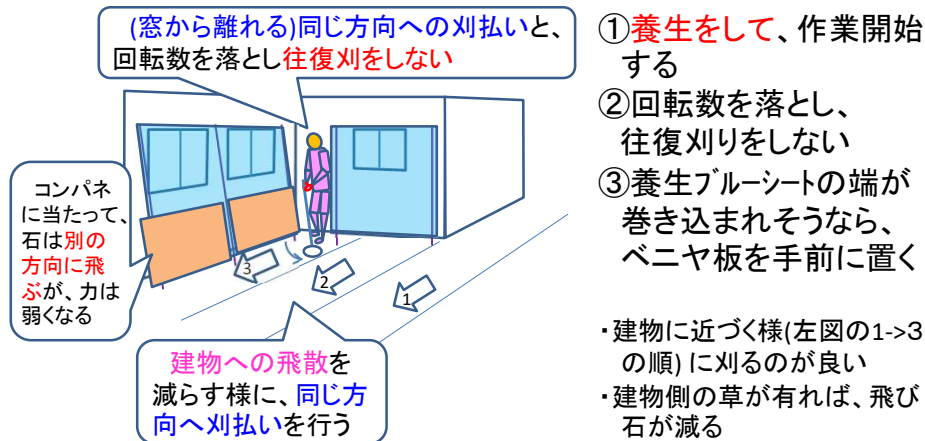 (窓から離れる)同じ方向への刈払いと、
回転数を落とし往復刈をしない
コンパネ
に当たって、
石は別の
方向に飛
ぶが、力は
弱くなる
3
2
1
建物への飛散を
減らす様に、同じ方
向へ刈払いを行う
①養生をして、作業開始
する
②回転数を落とし、
往復刈りをしない
③養生ブルーシートの端が
巻き込まれそうなら、
ベニヤ板を手前に置く
・建物に近づく様(左図の1->3
の順) に刈るのが良い
・建物側の草が有れば、飛び
石が減る